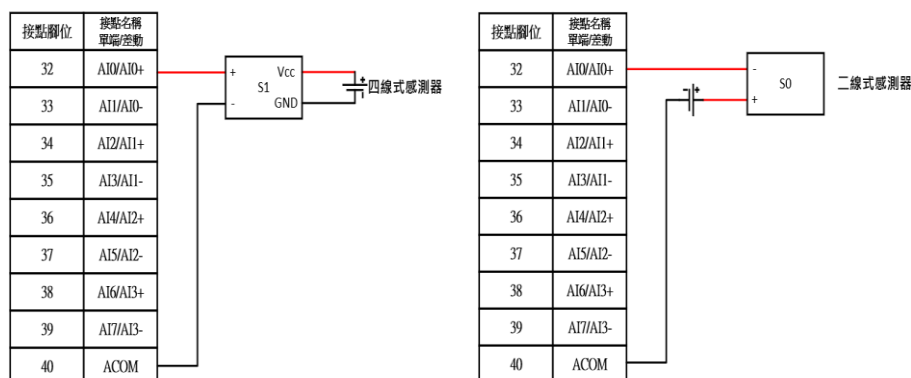 接點腳位 接點名稱
單端/差動
32 AI0/AI0+
33 AI1/AI0-
34 AI2/AI1+
35 AI3/AI1-
36 AI4/AI2+
37 AI5/AI2-
38 AI6/AI3+
39 AI7/AI3-
40 ACOM
+ Vcc
S1
- GND
+
-
四線式感測器
接點腳位 接點名稱
單端/差動
32 AI0/AI0+
33 AI1/AI0-
34 AI2/AI1+
35 AI3/AI1-
36 AI4/AI2+
37 AI5/AI2-
38 AI6/AI3+
39 AI7/AI3-
40 ACOM
-
S0
+
- +
二線式感測器